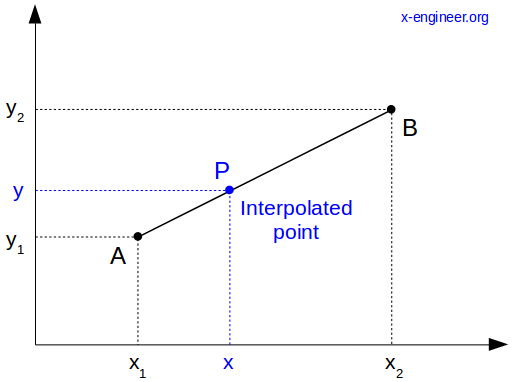 x-engineer.org
y₂
B
P
y
Interpolated
point
y₁
A
x₁
x
x₂